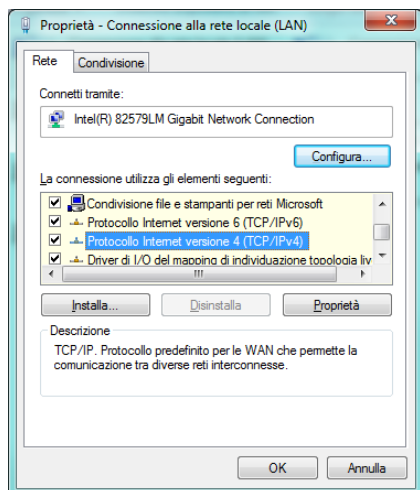 Proprietà - Connessione alla rete locale (LAN)
Rete Condivisione
Connetti tramite:
Intel(R) 82579LM Gigabit Network Connection
Configura...
La connessione utilizza gli elementi seguenti:
Condivisione file e stampanti per reti Microsoft
Protocollo Internet versione 6 (TCP/IPv6)
Protocollo Internet versione 4 (TCP/IPv4)
Driver di I/O del mapping di individuazione topologia liv
Installa... Disinstalla Proprietà
Descrizione
TCP/IP. Protocollo predefinito per le WAN che permette la
comunicazione tra diverse reti interconnesse.
OK Annulla